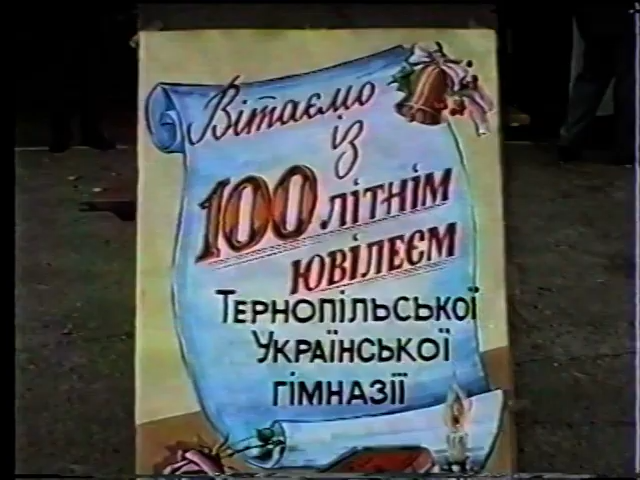 Вітаємо
із
100 літнім
ювілеєм
Тернопільської
Української
гімназії